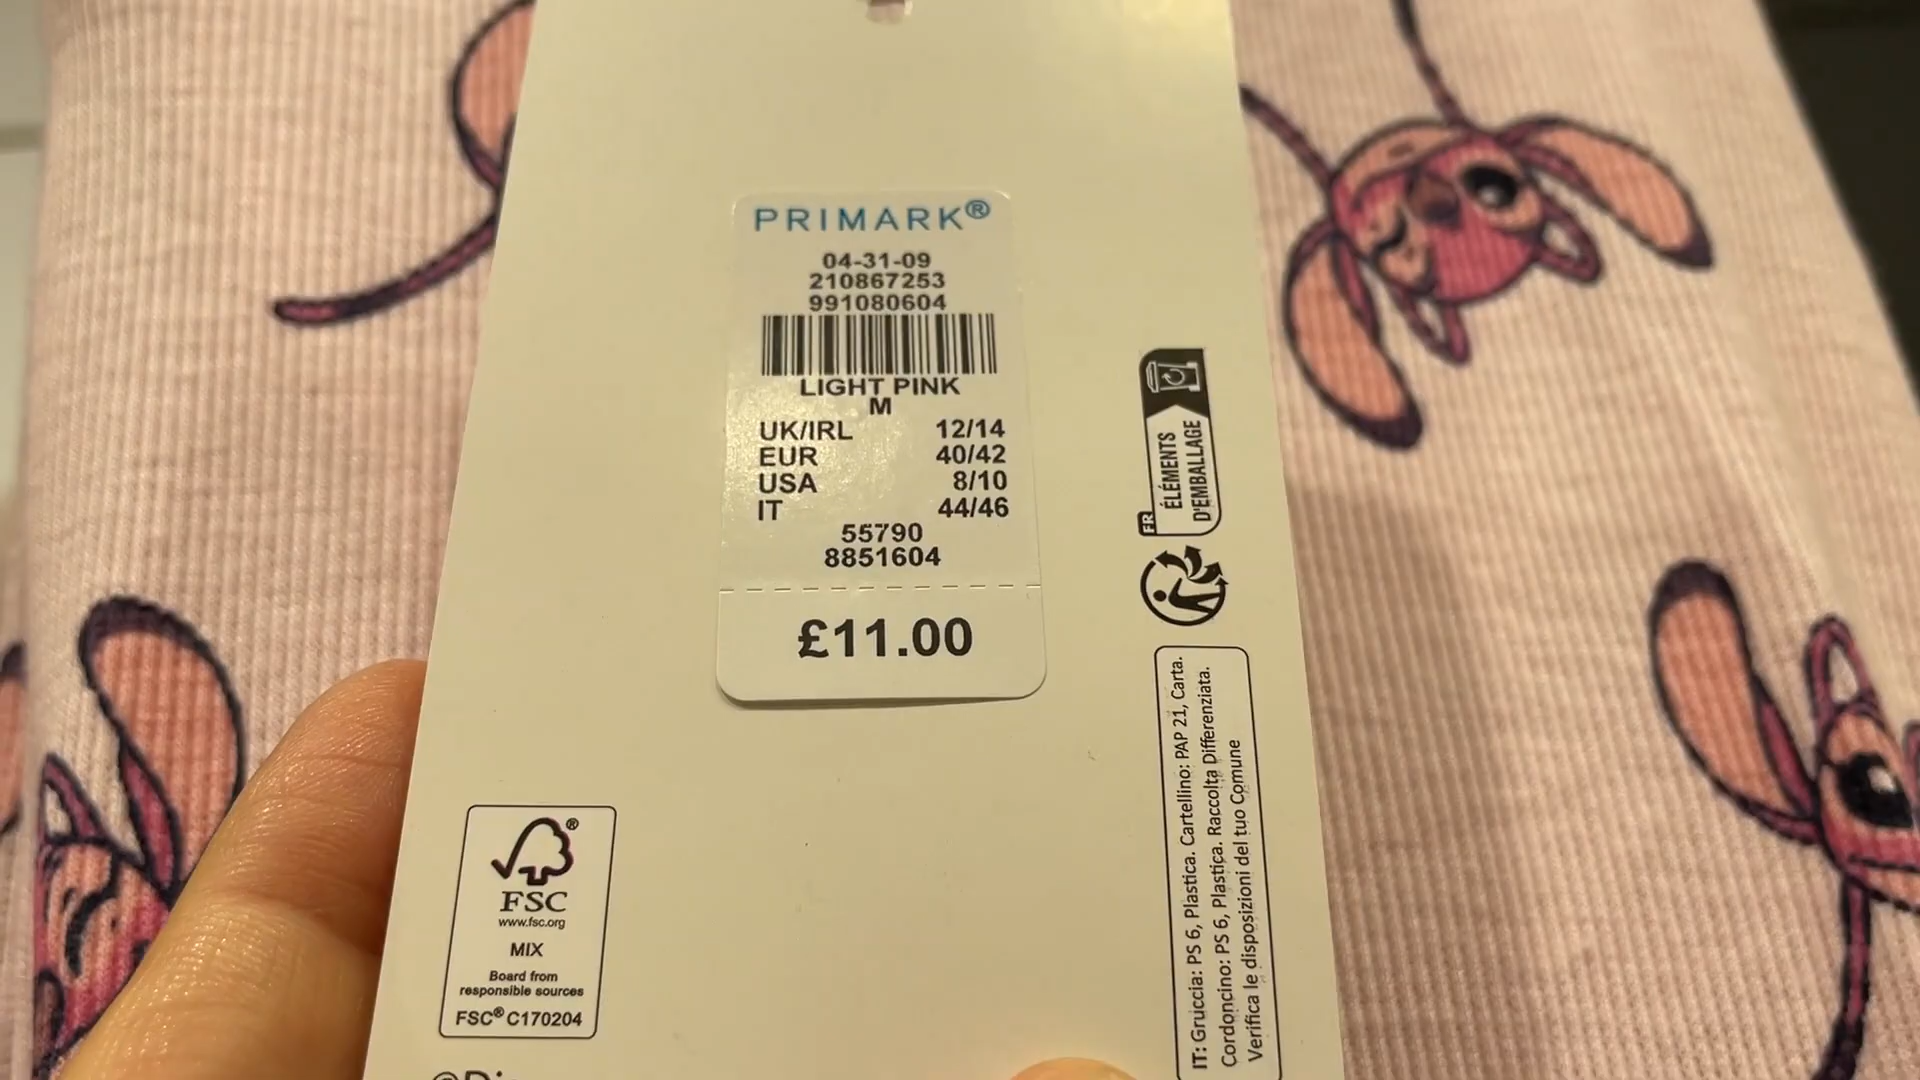 PRIMARK®
04-31-09
210867253
991080604
LIGHT PINK
M
UK/IRL 12/14
EUR 40/42
USA 8/10
IT 44/46
55790
8851604
£11.00
FR
ÉLÉMENTS
D'EMBALLAGE
IT: Gruccia: PS 6, Plastica. Cartellino: PAP 21, Carta.
Cordoncino: PS 6, Plastica. Raccolta Differenziata.
Verifica le disposizioni del tuo Comune
FSC®
www.fsc.org
MIX
Board from
responsible sources
FSC® C170204